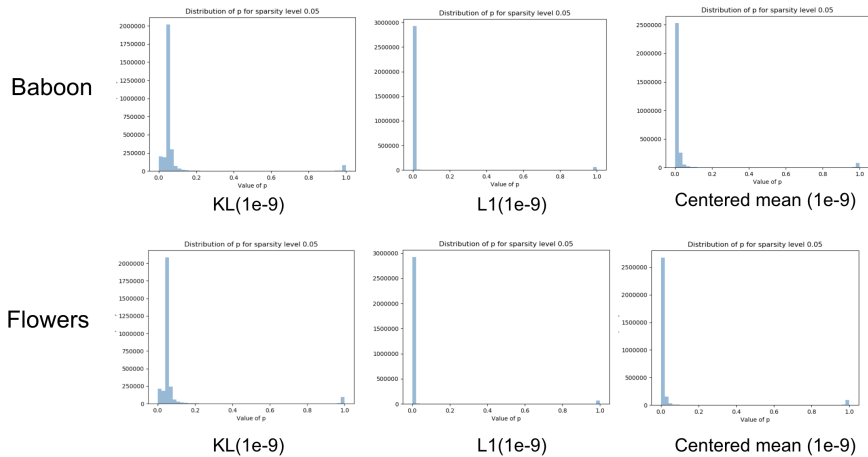 Distribution of p for sparsity level 0.05
Distribution of p for sparsity level 0.05
Distribution of p for sparsity level 0.05
Baboon
2000000
1750000
1500000
1250000
1000000
750000
500000
250000
0
0.0 0.2 0.4 0.6 0.8 1.0
Value of p
KL(1e-9)
3000000
2500000
2000000
1500000
1000000
500000
0
0.0 0.2 0.4 0.6 0.8 1.0
Value of p
L1(1e-9)
2500000
2000000
1500000
1000000
500000
0
0.0 0.2 0.4 0.6 0.8 1.0
Value of p
Centered mean (1e-9)
Distribution of p for sparsity level 0.05
Distribution of p for sparsity level 0.05
Distribution of p for sparsity level 0.05
Flowers
2000000
1750000
1500000
1250000
1000000
750000
500000
250000
0
0.0 0.2 0.4 0.6 0.8 1.0
Value of p
KL(1e-9)
3000000
2500000
2000000
1500000
1000000
500000
0
0.0 0.2 0.4 0.6 0.8 1.0
Value of p
L1(1e-9)
2500000
2000000
1500000
1000000
500000
0
0.0 0.2 0.4 0.6 0.8 1.0
Value of p
Centered mean (1e-9)